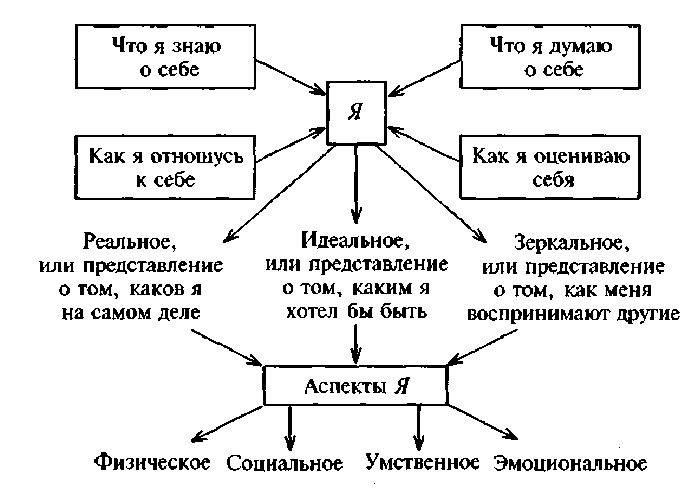 Что я знаю
о себе
Что я думаю
о себе
Я
Как я отношусь
к себе
Как я оцениваю
себя
Реальное,
или представление
о том, каков я
на самом деле
Идеальное,
или представление
о том, каким я
хотел бы быть
Зеркальное,
или представление
о том, как меня
воспринимают другие
Аспекты Я
Физическое
Социальное
Умственное
Эмоциональное